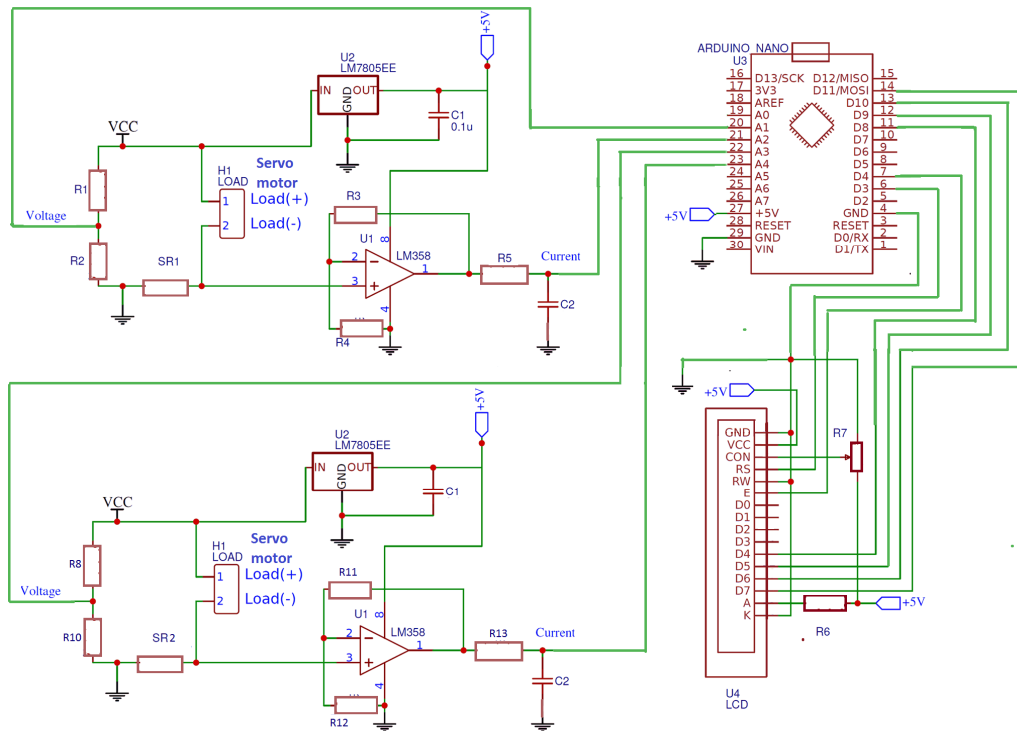 +5V
U2
LM7805EE
IN
OUT
GND
C1
0.1u
VCC
R1
H1
LOAD
Servo
motor
1
Load(+)
2
Load(-)
Voltage
R2
SR1
R3
U1
8
LM358
2
3
1
4
R4
R5
Current
C2
ARDUINO NANO
U3
16 D13/SCK D12/MISO 15
17 3V3 D11/MOSI 14
18 AREF D10 13
19 A0 D9 12
20 A1 D8 11
21 A2 D7 10
22 A3 D6 9
23 A4 D5 8
24 A5 D4 7
25 A6 D3 6
26 A7 D2 5
27 +5V GND 4
28 RESET RESET 3
29 GND D0/RX 2
30 VIN D1/TX 1
+5V
+5V
GND
VCC
CON
RS
RW
E
D0
D1
D2
D3
D4
D5
D6
D7
A
K
R7
+5V
R6
U4
LCD
+5V
U2
LM7805EE
IN
OUT
GND
C1
VCC
R8
H1
LOAD
Servo
motor
1
Load(+)
2
Load(-)
Voltage
R10
SR2
R11
U1
8
LM358
2
3
1
4
R12
R13
Current
C2